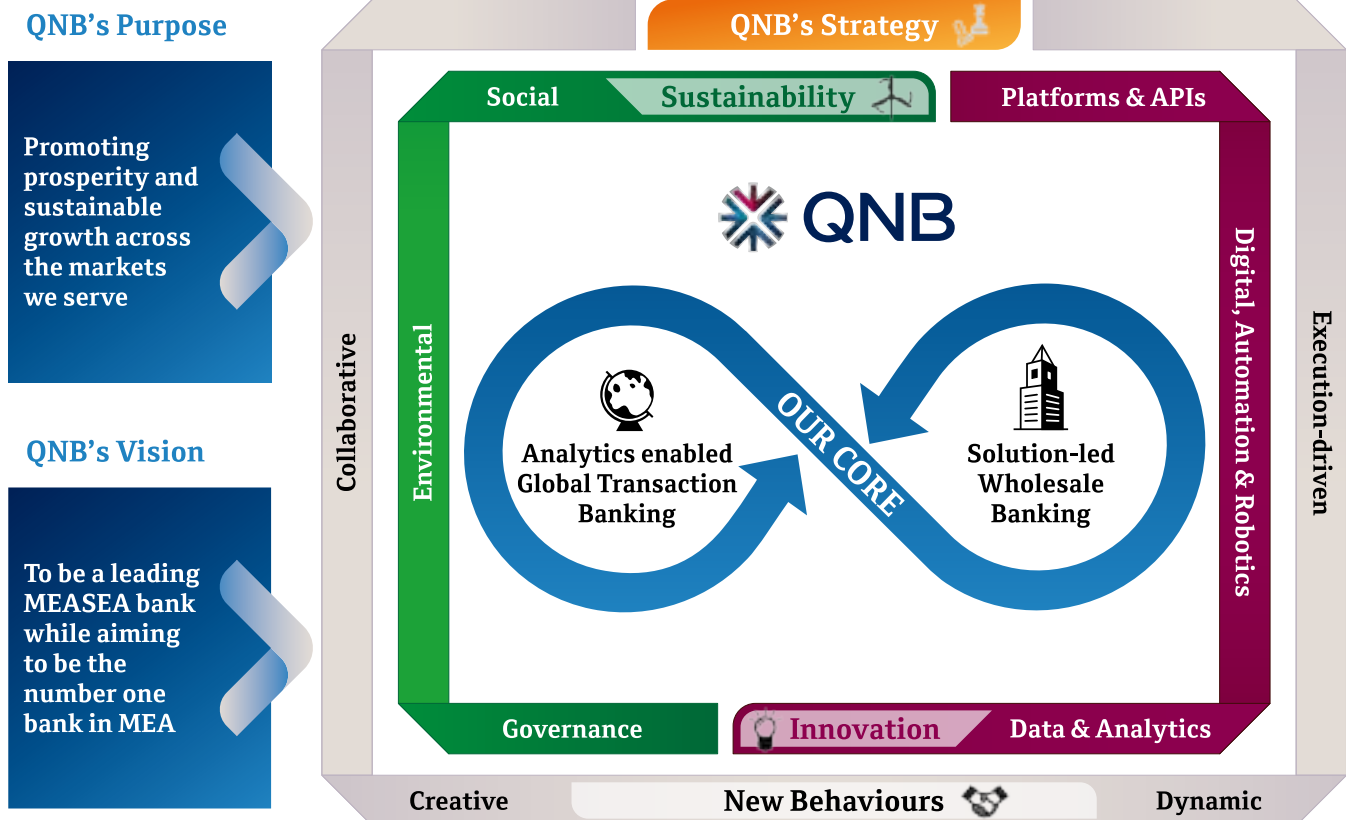 QNB’s Purpose
Promoting
prosperity and
sustainable
growth across
the markets
we serve
QNB’s Vision
To be a leading
MEASEA bank
while aiming
to be the
number one
bank in MEA
QNB’s Strategy
Social
Sustainability
Platforms & APIs
Collaborative
Environmental
QNB
Analytics enabled
Global Transaction
Banking
OUR CORE
Solution-led
Wholesale
Banking
Digital, Automation & Robotics
Execution-driven
Governance
Innovation
Data & Analytics
Creative
New Behaviours
Dynamic